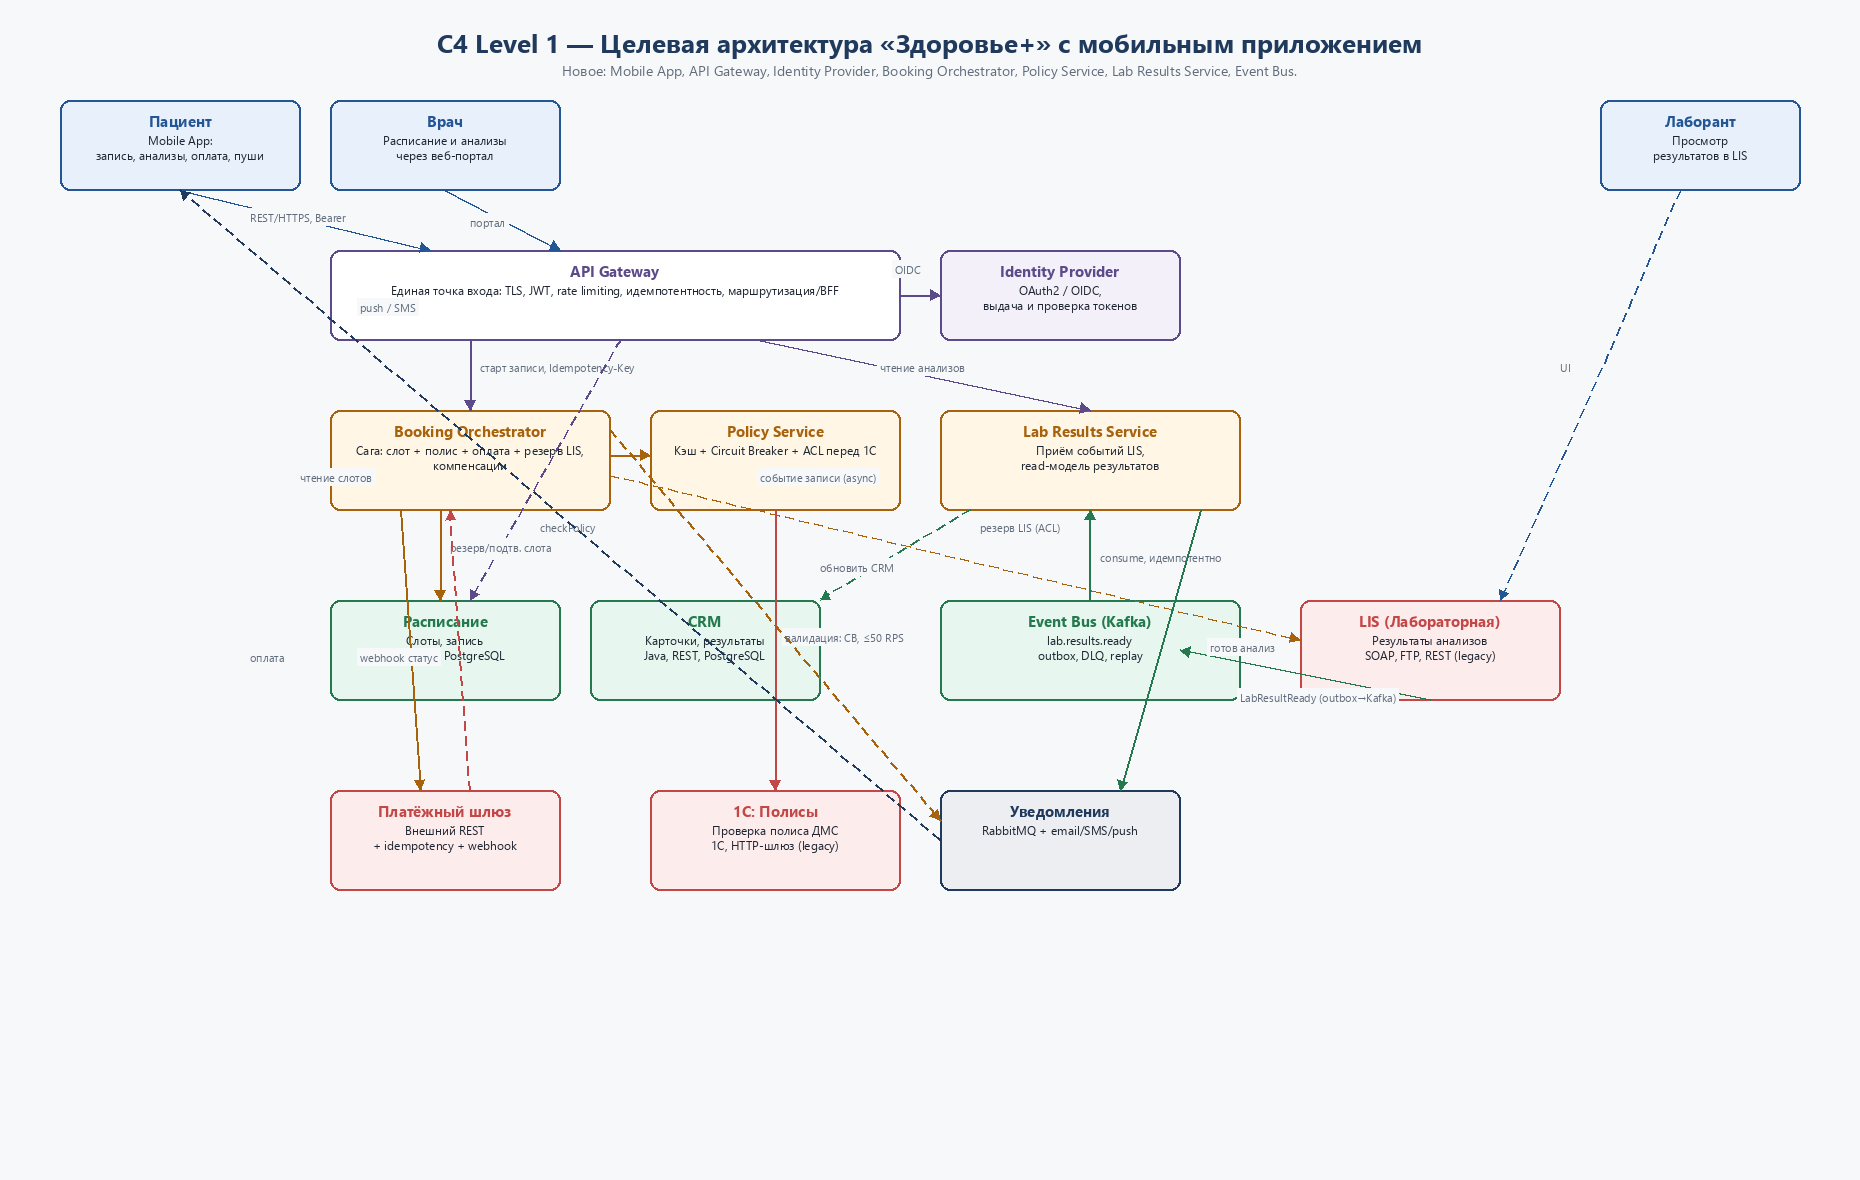 C4 Level 1 — Целевая архитектура «Здоровье+» с мобильным приложением
Новое: Mobile App, API Gateway, Identity Provider, Booking Orchestrator, Policy Service, Lab Results Service, Event Bus.
Пациент
Mobile App:
запись, анализы, оплата, пуши
Врач
Расписание и анализы
через веб-портал
Лаборант
Просмотр
результатов в LIS
REST/HTTPS, Bearer
портал
API Gateway
Единая точка входа: TLS, JWT, rate limiting, идемпотентность, маршрутизация/BFF
push / SMS
OIDC
Identity Provider
OAuth2 / OIDC,
выдача и проверка токенов
старт записи, Idempotency-Key
чтение анализов
UI
Booking Orchestrator
Сага: слот + полис + оплата + резерв LIS,
компенсации
чтение слотов
Policy Service
Кэш + Circuit Breaker + ACL перед 1С
событие записи (async)
Lab Results Service
Приём событий LIS,
read-модель результатов
checkPolicy
резерв/подтв. слота
резерв LIS (ACL)
обновить CRM
consume, идемпотентно
Расписание
Слоты, запись
PostgreSQL
webhook статус
оплата
CRM
Карточки, результаты
Java, REST, PostgreSQL
валидация: CB, ≤50 RPS
Event Bus (Kafka)
lab.results.ready
outbox, DLQ, replay
готов анализ
LIS (Лабораторная)
Результаты анализов
SOAP, FTP, REST (legacy)
LabResultReady (outbox→Kafka)
Платёжный шлюз
Внешний REST
+ idempotency + webhook
1С: Полисы
Проверка полиса ДМС
1С, HTTP-шлюз (legacy)
Уведомления
RabbitMQ + email/SMS/push